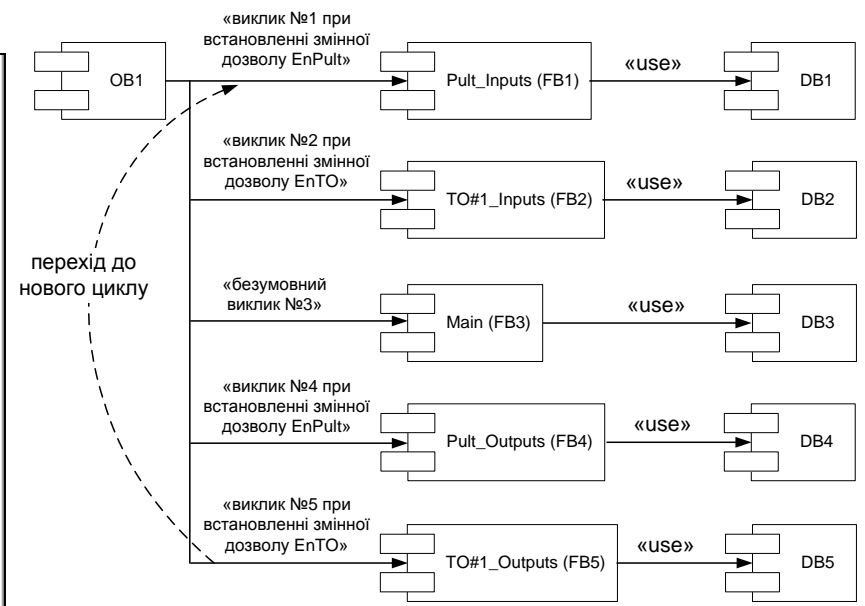 «виклик №1 при
встановленні змінної
дозволу EnPult»
OB1
Pult_Inputs (FB1)
«use»
DB1
«виклик №2 при
встановленні змінної
дозволу EnTO»
TO#1_Inputs (FB2)
«use»
DB2
перехід до
нового циклу
«безумовний
виклик №3»
Main (FB3)
«use»
DB3
«виклик №4 при
встановленні змінної
дозволу EnPult»
Pult_Outputs (FB4)
«use»
DB4
«виклик №5 при
встановленні змінної
дозволу EnTO»
TO#1_Outputs (FB5)
«use»
DB5